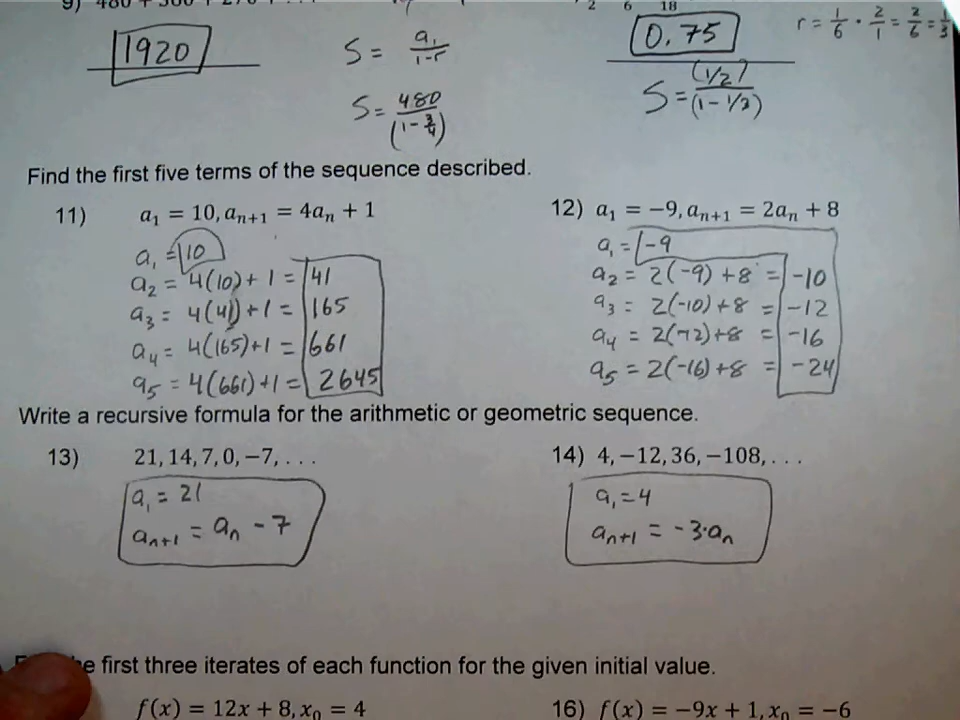 9) 480 + 360 + 270 + . . .
2 6 18
1920
S = a₁/(1-r)
S = 480/(1 - 3/4)
0.75
r = 1/6 · 2/1 = 2/6 = 1/3
S = (1/2)/(1 - 1/3)
Find the first five terms of the sequence described.
11) a₁ = 10, aₙ₊₁ = 4aₙ + 1
a₁ = 10
a₂ = 4(10) + 1 = 41
a₃ = 4(41) + 1 = 165
a₄ = 4(165) + 1 = 661
a₅ = 4(661) + 1 = 2645
12) a₁ = −9, aₙ₊₁ = 2aₙ + 8
a₁ = -9
a₂ = 2(-9) + 8 = -10
a₃ = 2(-10) + 8 = -12
a₄ = 2(-12) + 8 = -16
a₅ = 2(-16) + 8 = -24
Write a recursive formula for the arithmetic or geometric sequence.
13) 21, 14, 7, 0, −7, . . .
a₁ = 21
aₙ₊₁ = aₙ - 7
14) 4, −12, 36, −108, . . .
a₁ = 4
aₙ₊₁ = -3·aₙ
first three iterates of each function for the given initial value.
f(x) = 12x + 8, x₀ = 4
16) f(x) = −9x + 1, x₀ = −6